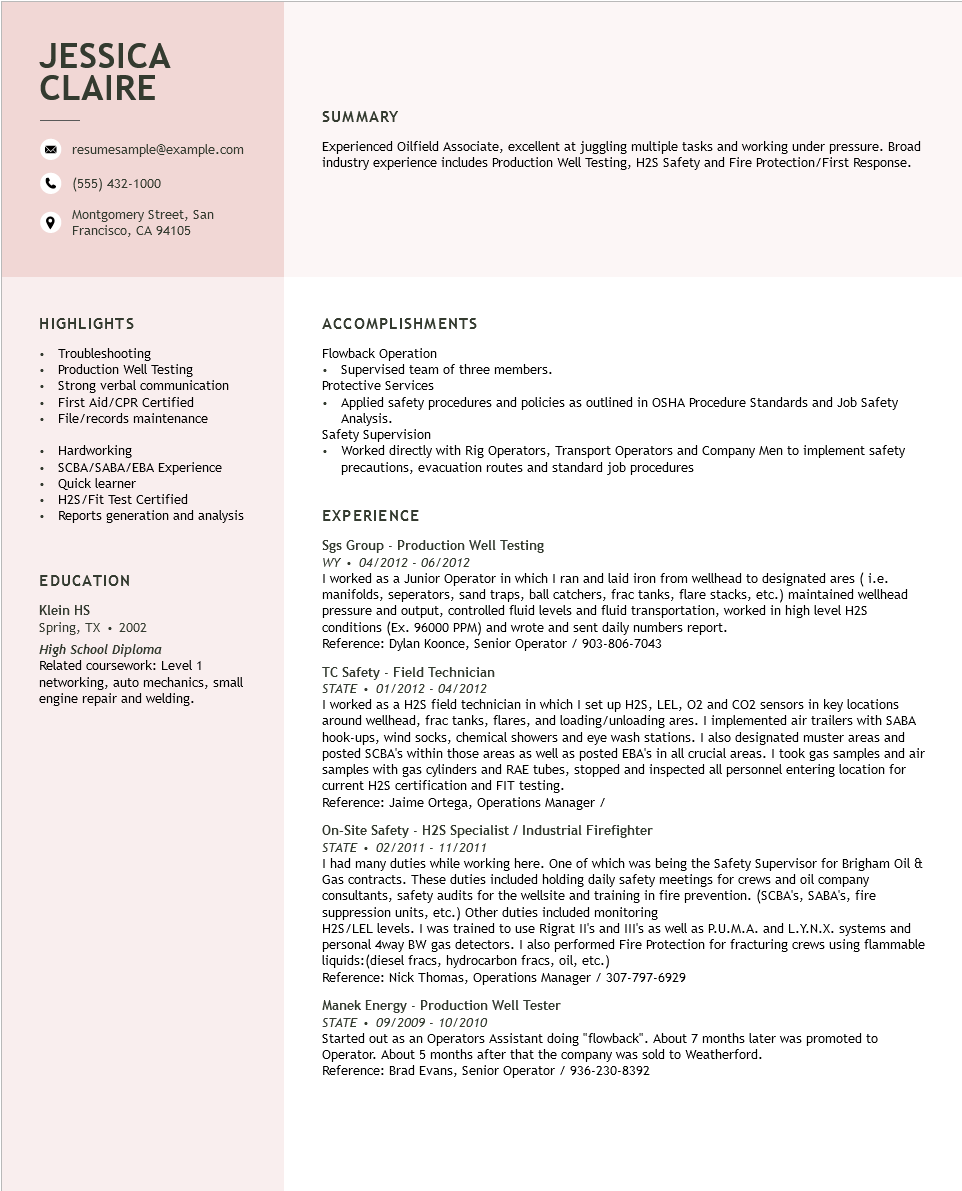 JESSICA
CLAIRE
resumesample@example.com
(555) 432-1000
Montgomery Street, San
Francisco, CA 94105
SUMMARY
Experienced Oilfield Associate, excellent at juggling multiple tasks and working under pressure. Broad
industry experience includes Production Well Testing, H2S Safety and Fire Protection/First Response.
HIGHLIGHTS
• Troubleshooting
• Production Well Testing
• Strong verbal communication
• First Aid/CPR Certified
• File/records maintenance
• Hardworking
• SCBA/SABA/EBA Experience
• Quick learner
• H2S/Fit Test Certified
• Reports generation and analysis
EDUCATION
Klein HS
Spring, TX • 2002
High School Diploma
Related coursework: Level 1
networking, auto mechanics, small
engine repair and welding.
ACCOMPLISHMENTS
Flowback Operation
• Supervised team of three members.
Protective Services
• Applied safety procedures and policies as outlined in OSHA Procedure Standards and Job Safety
Analysis.
Safety Supervision
• Worked directly with Rig Operators, Transport Operators and Company Men to implement safety
precautions, evacuation routes and standard job procedures
EXPERIENCE
Sgs Group - Production Well Testing
WY • 04/2012 - 06/2012
I worked as a Junior Operator in which I ran and laid iron from wellhead to designated ares ( i.e.
manifolds, seperators, sand traps, ball catchers, frac tanks, flare stacks, etc.) maintained wellhead
pressure and output, controlled fluid levels and fluid transportation, worked in high level H2S
conditions (Ex. 96000 PPM) and wrote and sent daily numbers report.
Reference: Dylan Koonce, Senior Operator / 903-806-7043
TC Safety - Field Technician
STATE • 01/2012 - 04/2012
I worked as a H2S field technician in which I set up H2S, LEL, O2 and CO2 sensors in key locations
around wellhead, frac tanks, flares, and loading/unloading ares. I implemented air trailers with SABA
hook-ups, wind socks, chemical showers and eye wash stations. I also designated muster areas and
posted SCBA's within those areas as well as posted EBA's in all crucial areas. I took gas samples and air
samples with gas cylinders and RAE tubes, stopped and inspected all personnel entering location for
current H2S certification and FIT testing.
Reference: Jaime Ortega, Operations Manager /
On-Site Safety - H2S Specialist / Industrial Firefighter
STATE • 02/2011 - 11/2011
I had many duties while working here. One of which was being the Safety Supervisor for Brigham Oil &
Gas contracts. These duties included holding daily safety meetings for crews and oil company
consultants, safety audits for the wellsite and training in fire prevention. (SCBA's, SABA's, fire
suppression units, etc.) Other duties included monitoring
H2S/LEL levels. I was trained to use Rigrat II's and III's as well as P.U.M.A. and L.Y.N.X. systems and
personal 4way BW gas detectors. I also performed Fire Protection for fracturing crews using flammable
liquids:(diesel fracs, hydrocarbon fracs, oil, etc.)
Reference: Nick Thomas, Operations Manager / 307-797-6929
Manek Energy - Production Well Tester
STATE • 09/2009 - 10/2010
Started out as an Operators Assistant doing "flowback". About 7 months later was promoted to
Operator. About 5 months after that the company was sold to Weatherford.
Reference: Brad Evans, Senior Operator / 936-230-8392